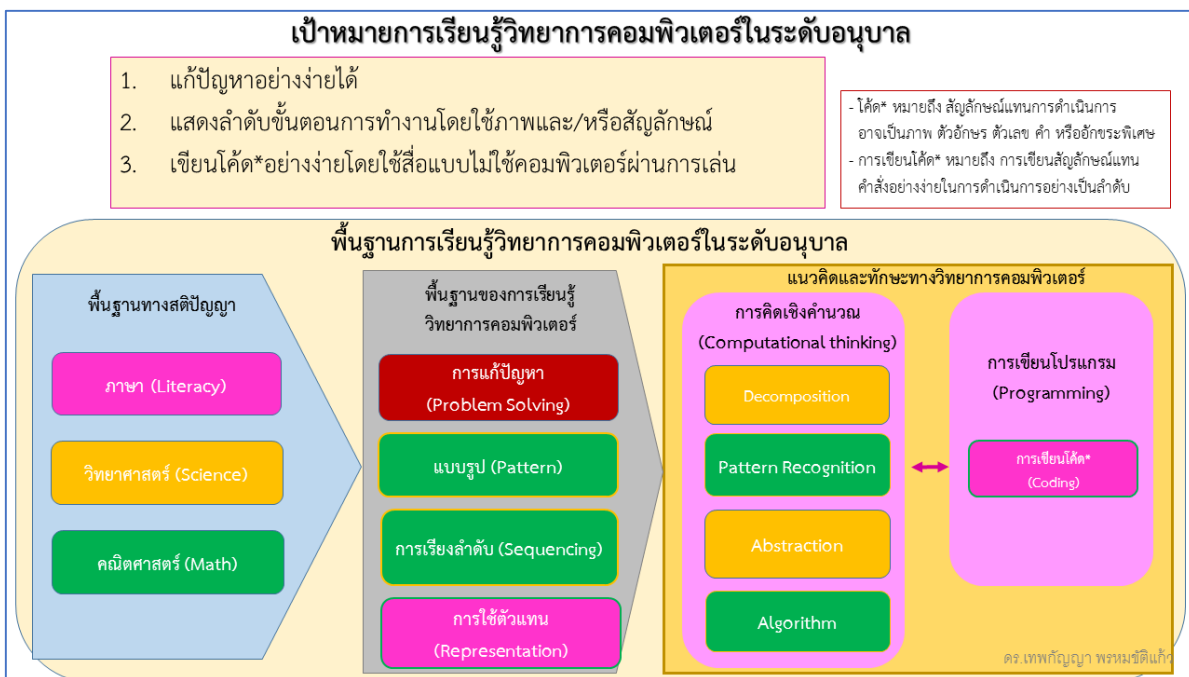 เป้าหมายการเรียนรู้วิทยาการคอมพิวเตอร์ในระดับอนุบาล
1. แก้ปัญหาอย่างง่ายได้
2. แสดงลำดับขั้นตอนการทำงานโดยใช้ภาพและ/หรือสัญลักษณ์
3. เขียนโค้ด*อย่างง่ายโดยใช้สื่อแบบไม่ใช้คอมพิวเตอร์ผ่านการเล่น
- โค้ด* หมายถึง สัญลักษณ์แทนการดำเนินการ
อาจเป็นภาพ ตัวอักษร ตัวเลข คำ หรืออักขระพิเศษ
- การเขียนโค้ด* หมายถึง การเขียนสัญลักษณ์แทน
คำสั่งอย่างง่ายในการดำเนินการอย่างเป็นลำดับ
พื้นฐานการเรียนรู้วิทยาการคอมพิวเตอร์ในระดับอนุบาล
พื้นฐานทางสติปัญญา
ภาษา (Literacy)
วิทยาศาสตร์ (Science)
คณิตศาสตร์ (Math)
พื้นฐานของการเรียนรู้
วิทยาการคอมพิวเตอร์
การแก้ปัญหา
(Problem Solving)
แบบรูป (Pattern)
การเรียงลำดับ (Sequencing)
การใช้ตัวแทน
(Representation)
แนวคิดและทักษะทางวิทยาการคอมพิวเตอร์
การคิดเชิงคำนวณ
(Computational thinking)
Decomposition
Pattern Recognition
Abstraction
Algorithm
การเขียนโปรแกรม
(Programming)
การเขียนโค้ด*
(Coding)
ดร.เทพกัญญา พรหมขัติแก้ว